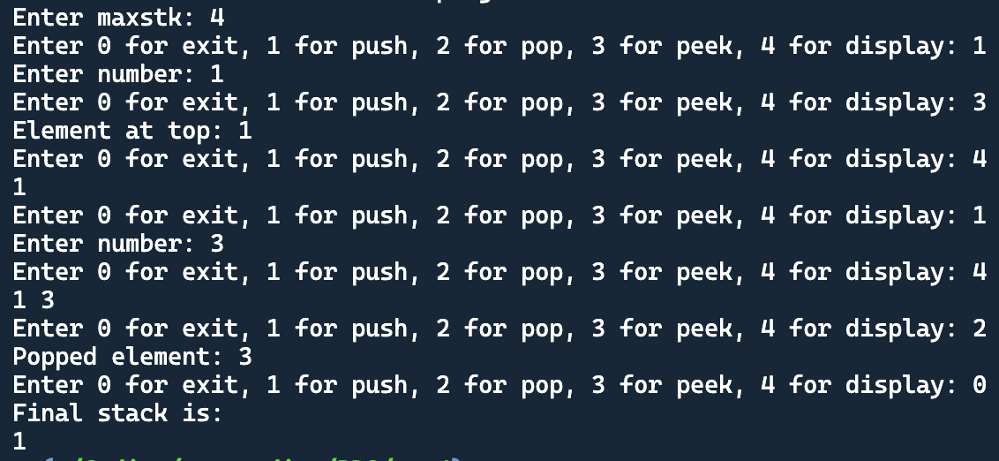 Enter maxstk: 4
Enter 0 for exit, 1 for push, 2 for pop, 3 for peek, 4 for display: 1
Enter number: 1
Enter 0 for exit, 1 for push, 2 for pop, 3 for peek, 4 for display: 3
Element at top: 1
Enter 0 for exit, 1 for push, 2 for pop, 3 for peek, 4 for display: 4
1
Enter 0 for exit, 1 for push, 2 for pop, 3 for peek, 4 for display: 1
Enter number: 3
Enter 0 for exit, 1 for push, 2 for pop, 3 for peek, 4 for display: 4
1 3
Enter 0 for exit, 1 for push, 2 for pop, 3 for peek, 4 for display: 2
Popped element: 3
Enter 0 for exit, 1 for push, 2 for pop, 3 for peek, 4 for display: 0
Final stack is:
1